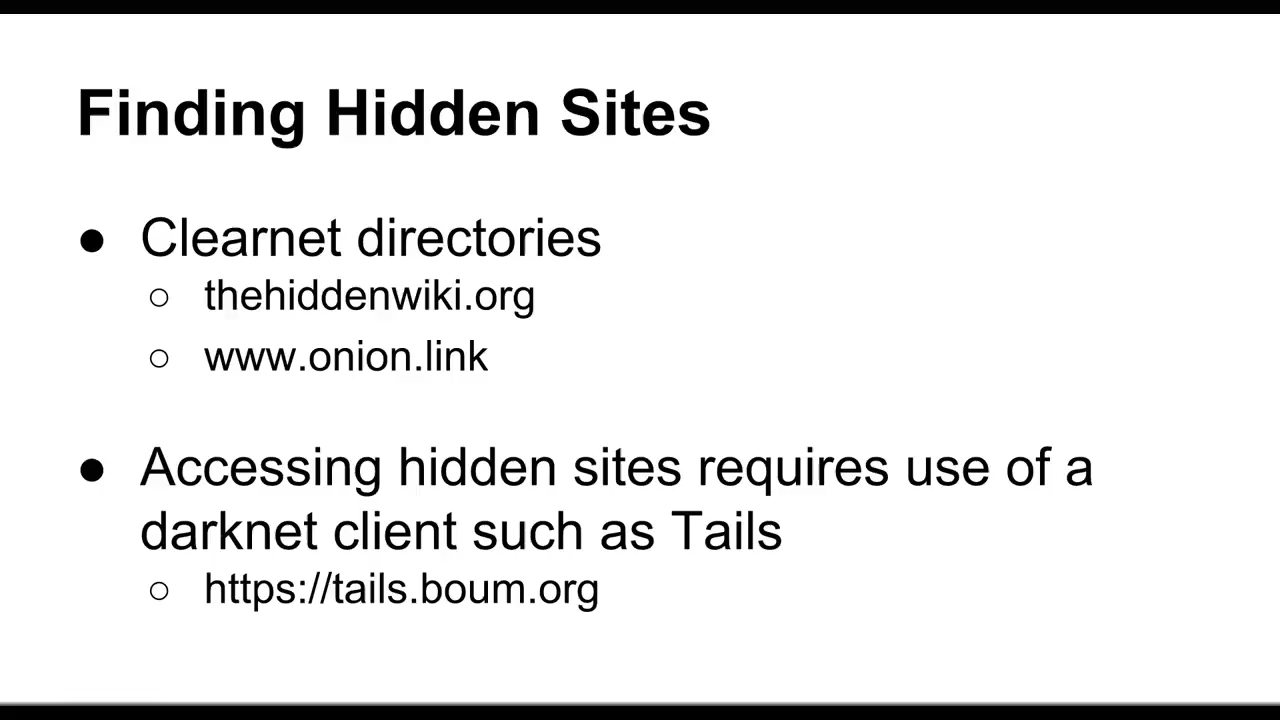 Finding Hidden Sites
● Clearnet directories
○ thehiddenwiki.org
○ www.onion.link
● Accessing hidden sites requires use of a
darknet client such as Tails
○ https://tails.boum.org